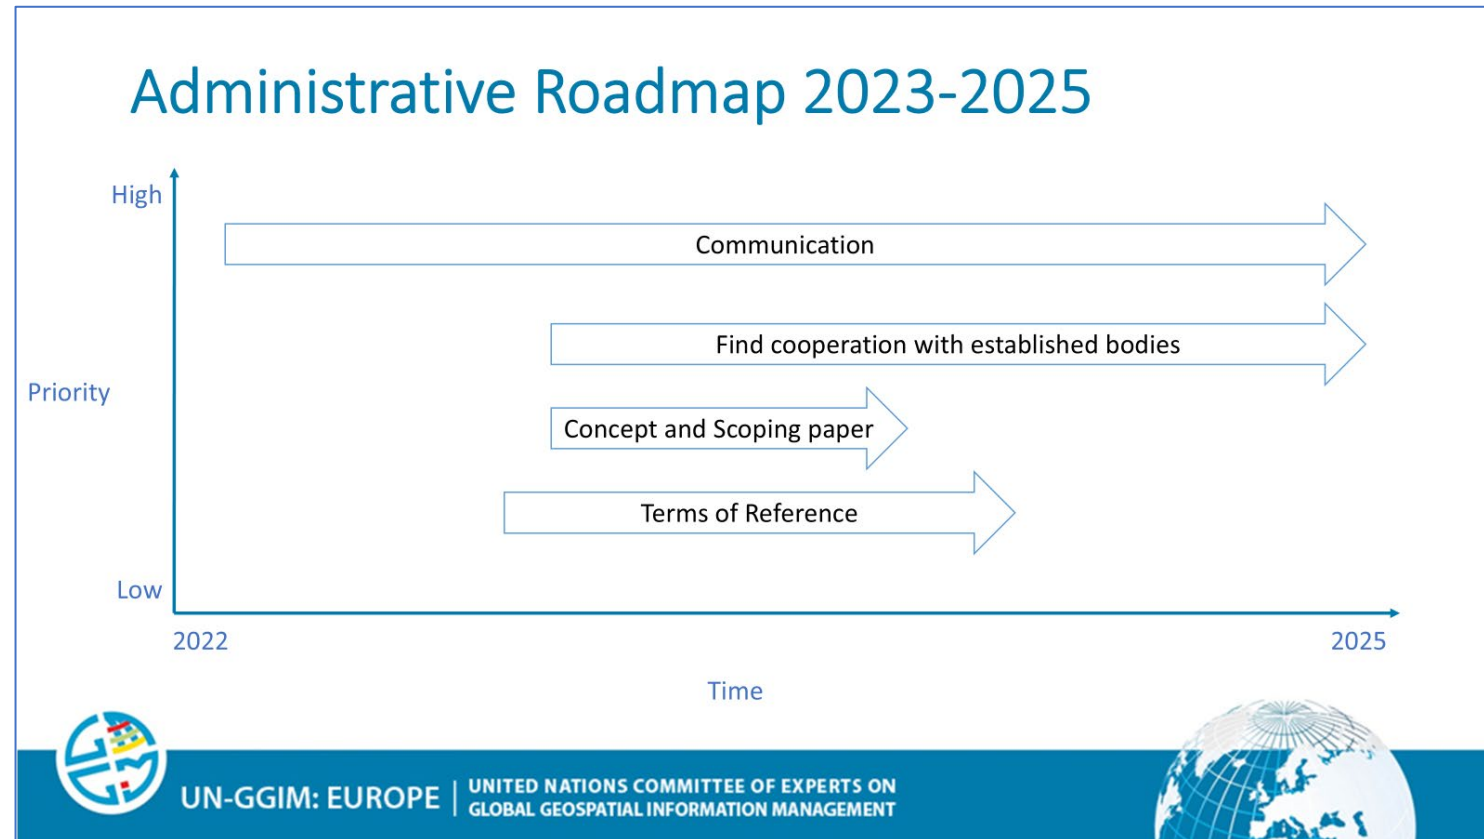 Administrative Roadmap 2023-2025
High
Communication
Find cooperation with established bodies
Priority
Concept and Scoping paper
Terms of Reference
Low
2022
2025
Time
UN-GGIM: EUROPE
UNITED NATIONS COMMITTEE OF EXPERTS ON
GLOBAL GEOSPATIAL INFORMATION MANAGEMENT